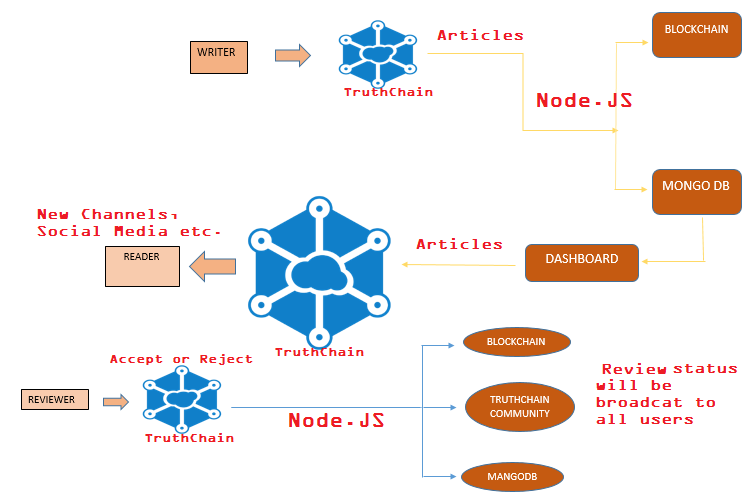 WRITER
TruthChain
Articles
Node.JS
BLOCKCHAIN
MONGO DB
New Channels,
Social Media etc.
READER
TruthChain
Articles
DASHBOARD
Accept or Reject
REVIEWER
TruthChain
Node.JS
BLOCKCHAIN
TRUTHCHAIN
COMMUNITY
MANGODB
Review status
will be
broadcat to
all users